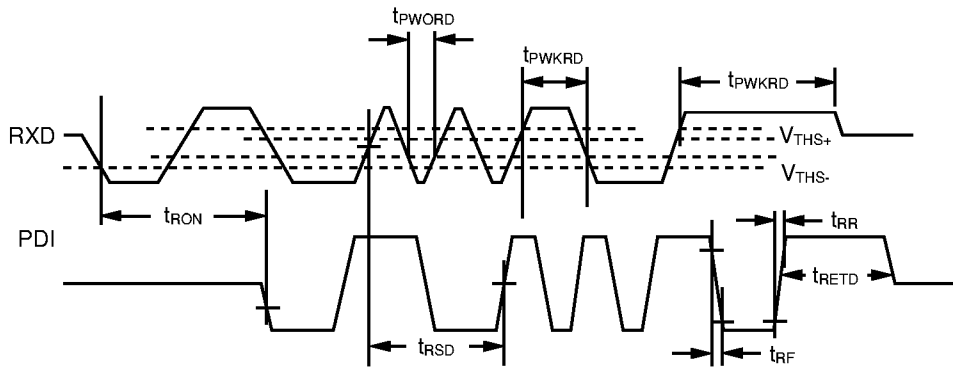 tPWORD
tPWKRD
tPWKRD
RXD
VTHS+
VTHS-
tRON
tRR
PDI
tRETD
tRSD
tRF